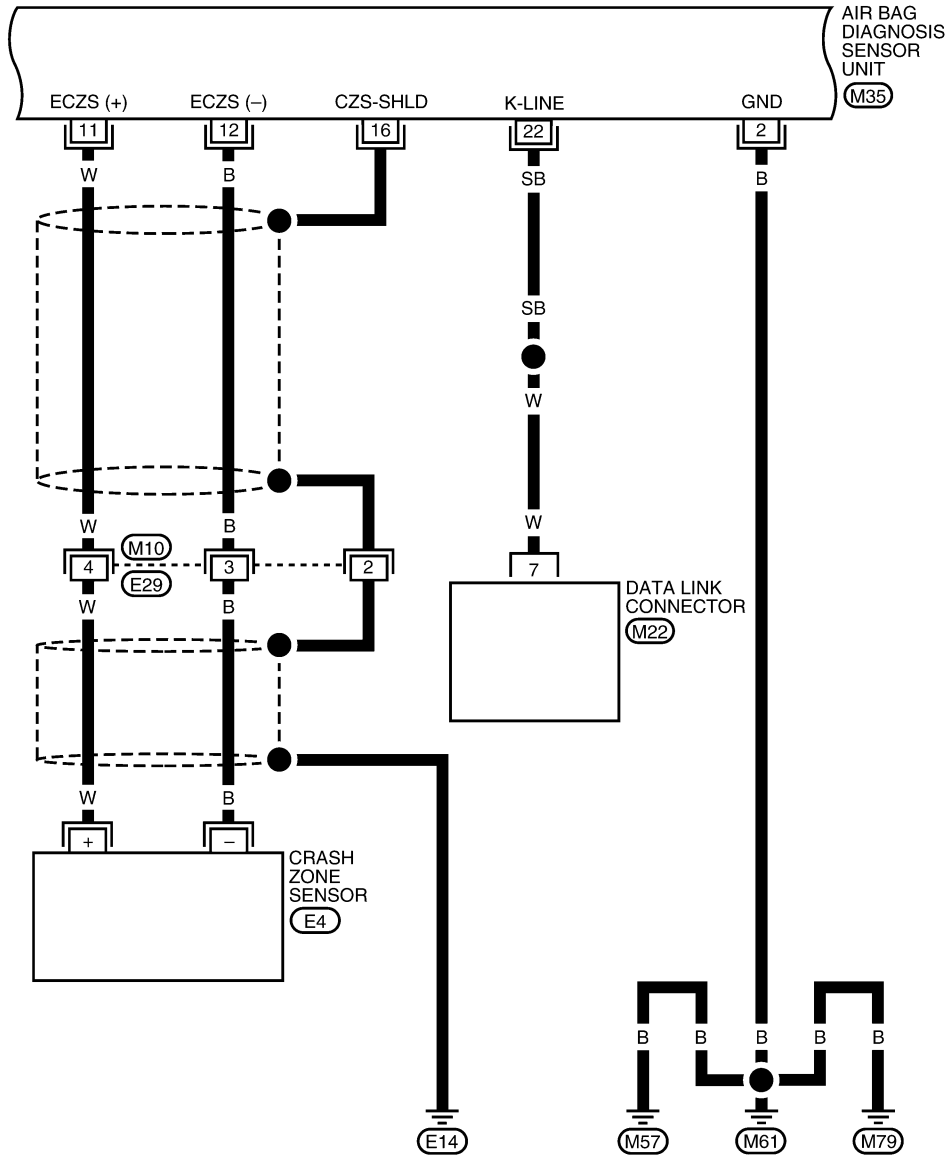 AIR BAG
DIAGNOSIS
SENSOR
UNIT
M35
ECZS (+)
ECZS (–)
CZS-SHLD
K-LINE
GND
11
12
16
22
2
W
B
SB
B
SB
W
W
B
W
M10
4
3
2
7
E29
W
B
DATA LINK
CONNECTOR
M22
W
B
+
–
CRASH
ZONE
SENSOR
E4
B
B
B
B
B
E14
M57
M61
M79